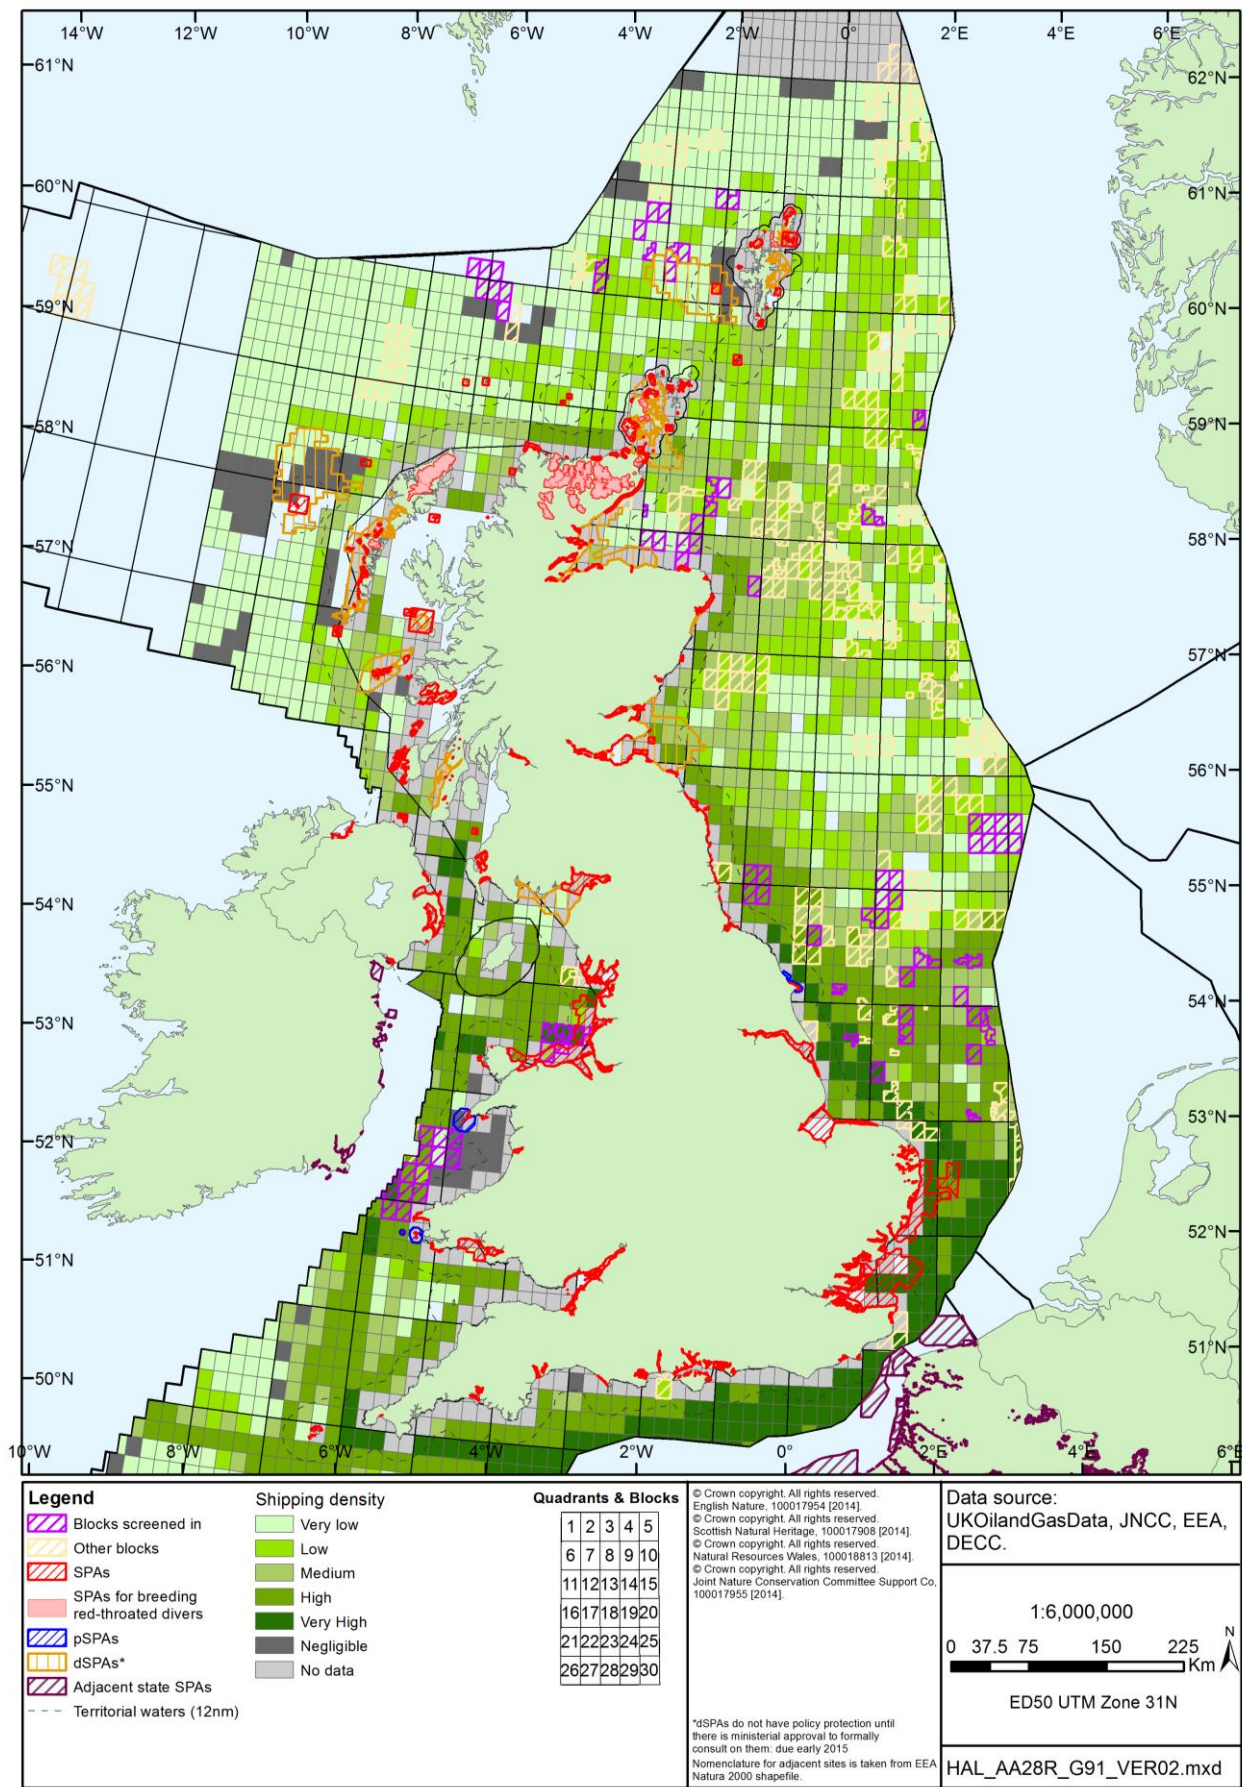 14°W 12°W 10°W 8°W 6°W 4°W 2°W 0° 2°E 4°E 6°E
61°N
62°N
60°N
61°N
59°N
60°N
58°N
59°N
57°N
58°N
56°N
57°N
55°N
56°N
54°N
55°N
53°N
54°N
52°N
53°N
51°N
52°N
50°N
51°N
10°W 8°W 6°W 4°W 2°W 0° 2°E 4°E 6°E
Legend
Blocks screened in
Other blocks
SPAs
SPAs for breeding
red-throated divers
pSPAs
dSPAs*
Adjacent state SPAs
Territorial waters (12nm)
Shipping density
Very low
Low
Medium
High
Very High
Negligible
No data
Quadrants & Blocks
1 2 3 4 5
6 7 8 9 10
11 12 13 14 15
16 17 18 19 20
21 22 23 24 25
26 27 28 29 30
© Crown copyright. All rights reserved.
English Nature, 100017954 [2014].
© Crown copyright. All rights reserved.
Scottish Natural Heritage, 100017908 [2014].
© Crown copyright. All rights reserved.
Natural Resources Wales, 100018813 [2014].
© Crown copyright. All rights reserved.
Joint Nature Conservation Committee Support Co,
100017955 [2014].
*dSPAs do not have policy protection until
there is ministerial approval to formally
consult on them: due early 2015
Nomenclature for adjacent sites is taken from EEA
Natura 2000 shapefile.
Data source:
UKOilandGasData, JNCC, EEA,
DECC.
1:6,000,000
0 37.5 75 150 225
Km
N
ED50 UTM Zone 31N
HAL_AA28R_G91_VER02.mxd